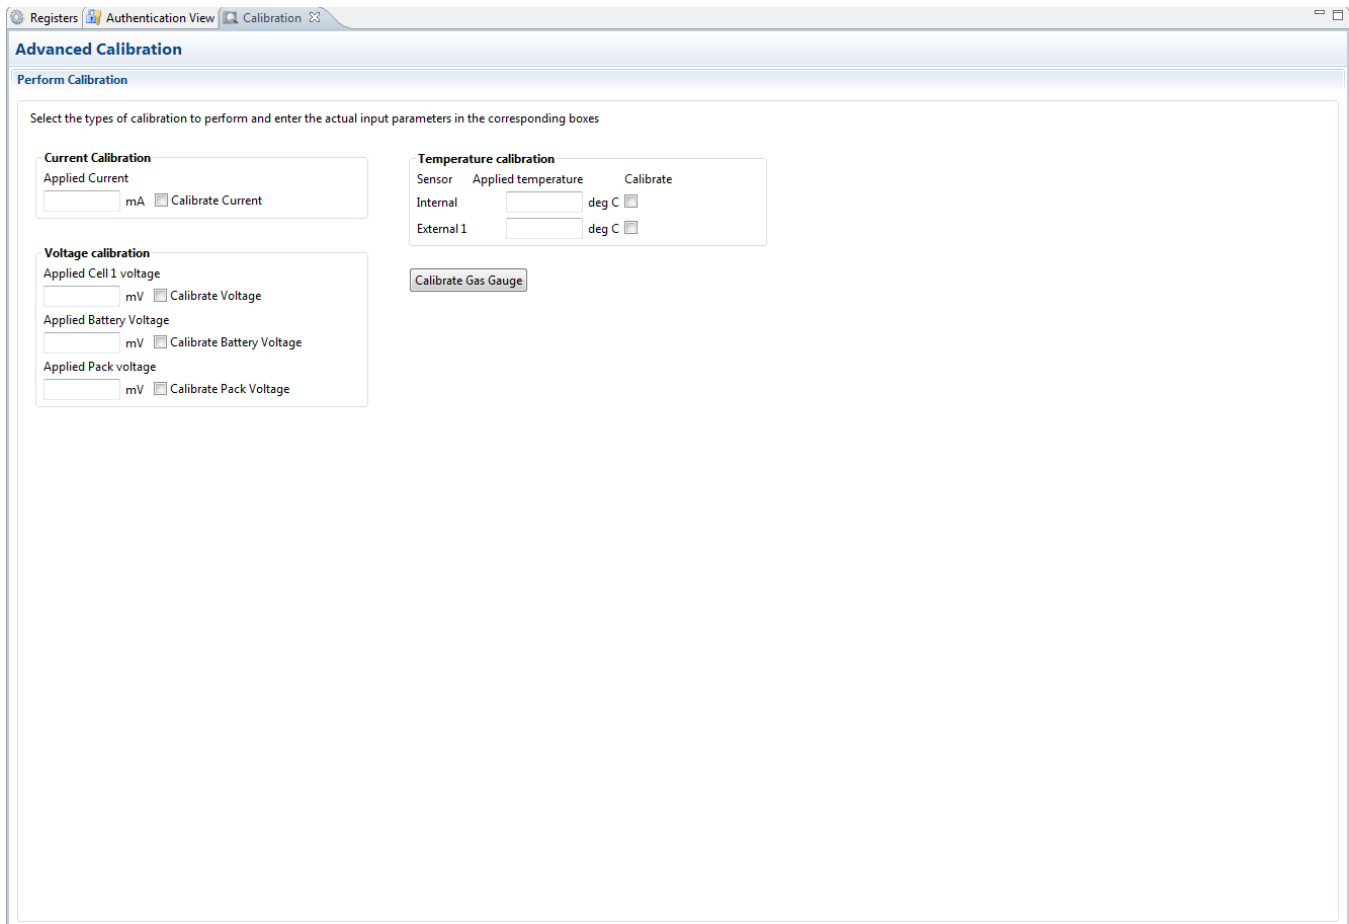 Registers Authentication View Calibration
Advanced Calibration
Perform Calibration
Select the types of calibration to perform and enter the actual input parameters in the corresponding boxes
Current Calibration
Applied Current
mA Calibrate Current
Voltage calibration
Applied Cell 1 voltage
mV Calibrate Voltage
Applied Battery Voltage
mV Calibrate Battery Voltage
Applied Pack voltage
mV Calibrate Pack Voltage
Temperature calibration
Sensor Applied temperature Calibrate
Internal deg C
External 1 deg C
Calibrate Gas Gauge